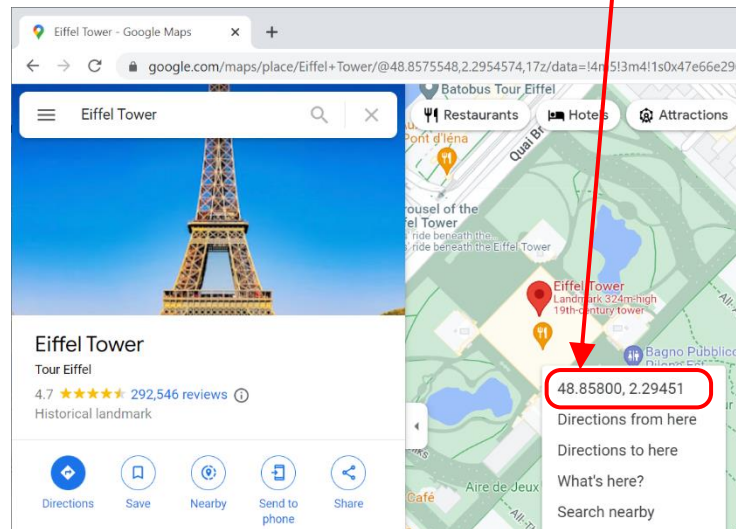 Eiffel Tower - Google Maps
google.com/maps/place/Eiffel+Tower/@48.8575548,2.2954574,17z/data=!4m5!3m4!1s0x47e66e29
Eiffel Tower
Eiffel Tower
Tour Eiffel
4.7 292,546 reviews
Historical landmark
Directions
Save
Nearby
Send to
phone
Share
Batobus Tour Eiffel
Restaurants
Hotels
Attractions
Pont d'Iéna
Quai
ousel of the
el Tower
ride beneath the
ride beneath the Eiffel Tower
Eiffel Tower
Landmark 324m-high
19th-century tower
Bagno Pubblico
48.85800, 2.29451
Directions from here
Directions to here
What's here?
Search nearby
Café
Aire de Jeux